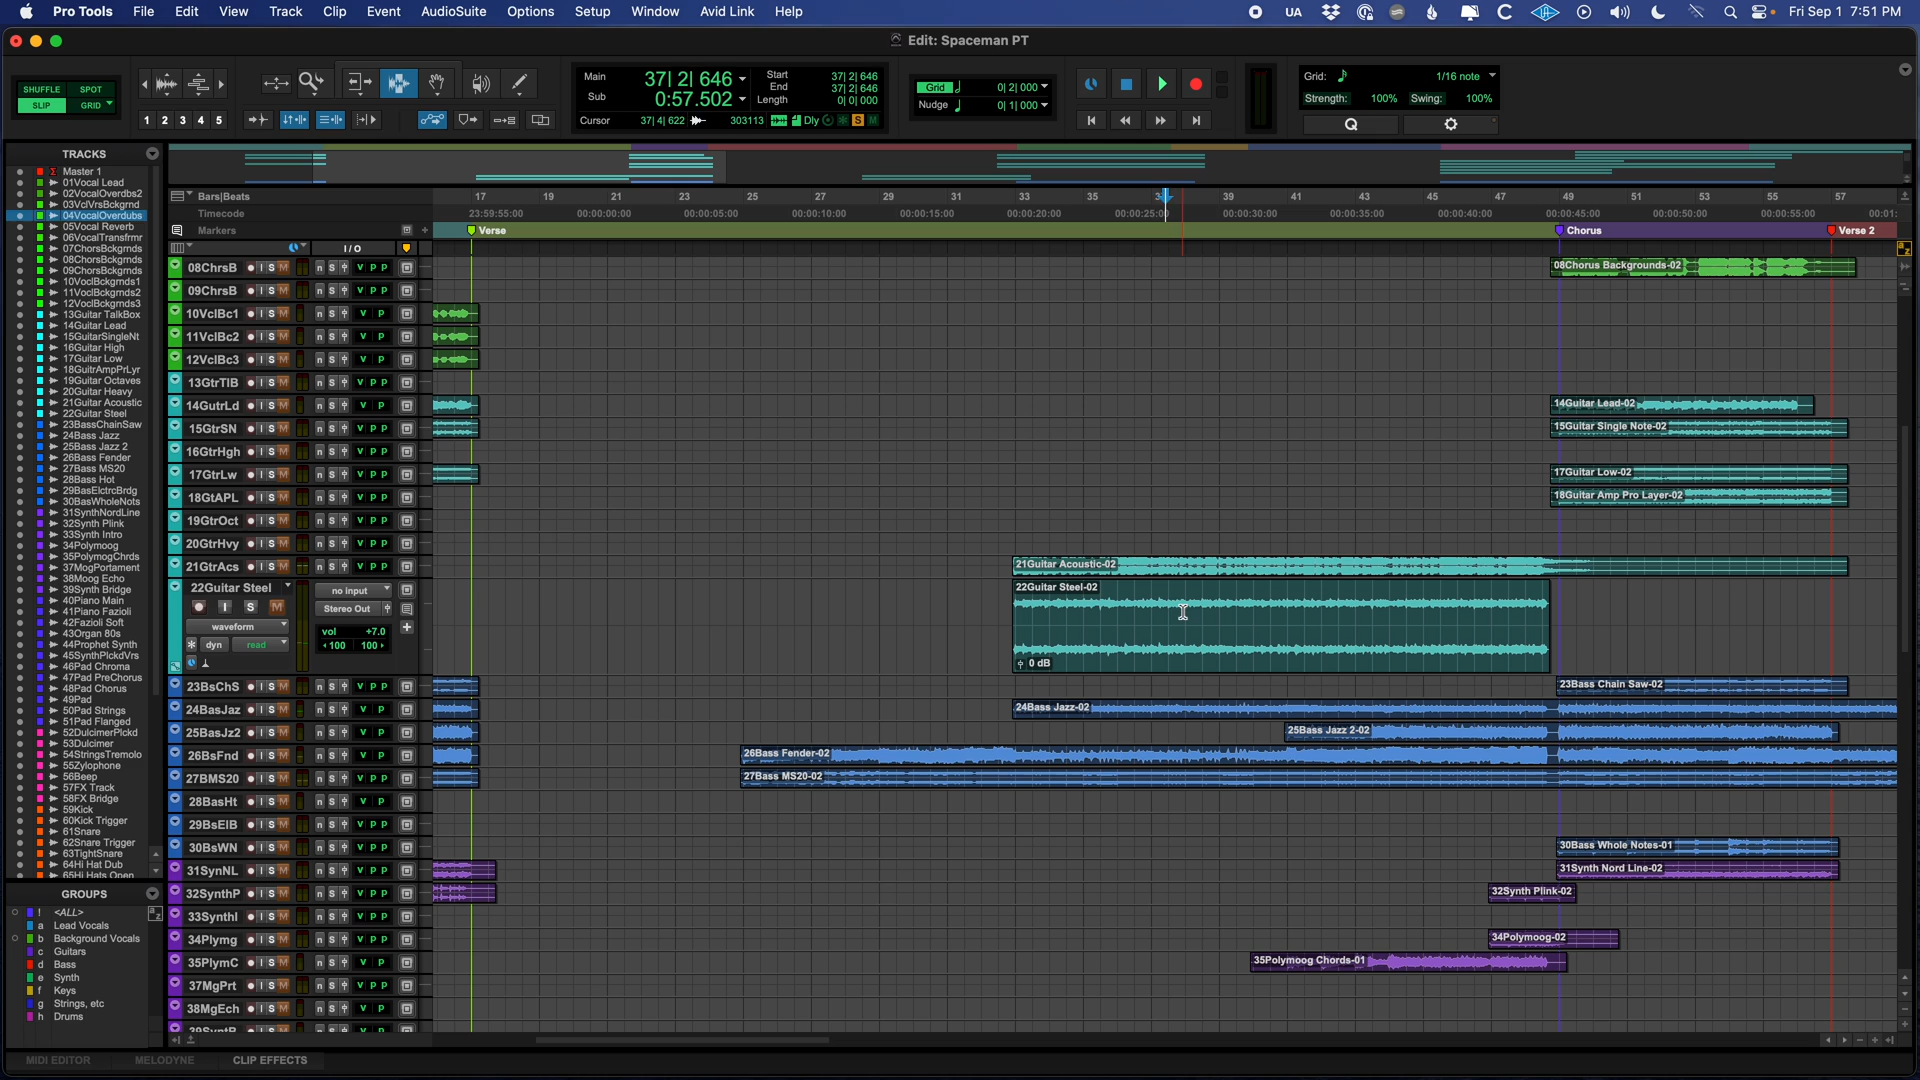 Pro Tools File Edit View Track Clip Event AudioSuite Options Setup Window Avid Link Help
UA
Fri Sep 1 7:51 PM
Edit: Spaceman PT
SHUFFLE SPOT
SLIP GRID
1 2 3 4 5
Main 37| 2| 646
Sub 0:57.502
Start 37| 2| 646
End 37| 2| 646
Length 0| 0| 000
Cursor 37| 4| 622 303113 Dly S M
Grid 0| 2| 000
Nudge 0| 1| 000
Grid: 1/16 note
Strength: 100% Swing: 100%
Q
TRACKS
Master 1
01Vocal Lead
02VocalOverdbs2
03VclVrsBckgrnd
04VocalOverdubs
05Vocal Reverb
06VocalTransfrmr
07ChorsBckgrnds
08ChorsBckgrnds
09ChorsBckgrnds
10VoclBckgrnds1
11VoclBckgrnds2
12VoclBckgrnds3
13Guitar TalkBox
14Guitar Lead
15GuitarSingleNt
16Guitar High
17Guitar Low
18GuitrAmpPrLyr
19Guitar Octaves
20Guitar Heavy
21Guitar Acoustic
22Guitar Steel
23BassChainSaw
24Bass Jazz
25Bass Jazz 2
26Bass Fender
27Bass MS20
28Bass Hot
29BasElctrcBrdg
30BasWholeNots
31SynthNordLine
32Synth Plink
33Synth Intro
34Polymoog
35PolymogChrds
37MogPortament
38Moog Echo
39Synth Bridge
40Piano Main
41Piano Fazioli
42Fazioli Soft
43Organ 80s
44Prophet Synth
45SynthPlckdVrs
46Pad Chroma
47Pad PreChorus
48Pad Chorus
49Pad
50Pad Strings
51Pad Flanged
52DulcimerPlckd
53Dulcimer
54StringsTremolo
55Zylophone
56Beep
57FX Track
58FX Bridge
59Kick
60Kick Trigger
61Snare
62Snare Trigger
63TightSnare
64Hi Hat Dub
65Hi Hats Open
GROUPS
! <ALL>
a Lead Vocals
b Background Vocals
c Guitars
d Bass
e Synth
f Keys
g Strings, etc
h Drums
Bars|Beats 17 19 21 23 25 27 29 31 33 35 39 41 43 45 47 49 51 53 55 57
Timecode 23:59:55:00 00:00:00:00 00:00:05:00 00:00:10:00 00:00:15:00 00:00:20:00 00:00:25:00 00:00:30:00 00:00:35:00 00:00:40:00 00:00:45:00 00:00:50:00 00:00:55:00 00:01:
Markers Verse Chorus Verse 2
I / O
08ChrsB I S M n S V P P 08Chorus Backgrounds-02
09ChrsB I S M n S V P P
10VclBc1 I S M n S V P
11VclBc2 I S M n S V P
12VclBc3 I S M n S V P
13GtrTlB I S M n S V P P
14GutrLd I S M n S V P 14Guitar Lead-02
15GtrSN I S M n S V P P 15Guitar Single Note-02
16GtrHgh I S M n S V P P
17GtrLw I S M n S V P P 17Guitar Low-02
18GtAPL I S M n S V P P 18Guitar Amp Pro Layer-02
19GtrOct I S M n S V P P
20GtrHvy I S M n S V P P
21GtrAcs I S M n S V P P 21Guitar Acoustic-02
22Guitar Steel no input 22Guitar Steel-02
I S M Stereo Out
waveform vol +7.0
dyn read 100 100
0 dB
23BsChS I S M n S V P P 23Bass Chain Saw-02
24BasJaz I S M n S V P P 24Bass Jazz-02
25BasJz2 I S M n S V P P 25Bass Jazz 2-02
26BsFnd I S M n S V P P 26Bass Fender-02
27BMS20 I S M n S V P P 27Bass MS20-02
28BasHt I S M n S V P
29BsElB I S M n S V P P
30BsWN I S M n S V P P 30Bass Whole Notes-01
31SynNL I S M n S V P P 31Synth Nord Line-02
32SynthP I S M n S V P P 32Synth Plink-02
33SynthI I S M n S V P P
34Plymg I S M n S V P P 34Polymoog-02
35PlymC I S M n S V P 35Polymoog Chords-01
37MgPrt I S M n S V P P
38MgEch I S M n S V P P
MIDI EDITOR MELODYNE CLIP EFFECTS